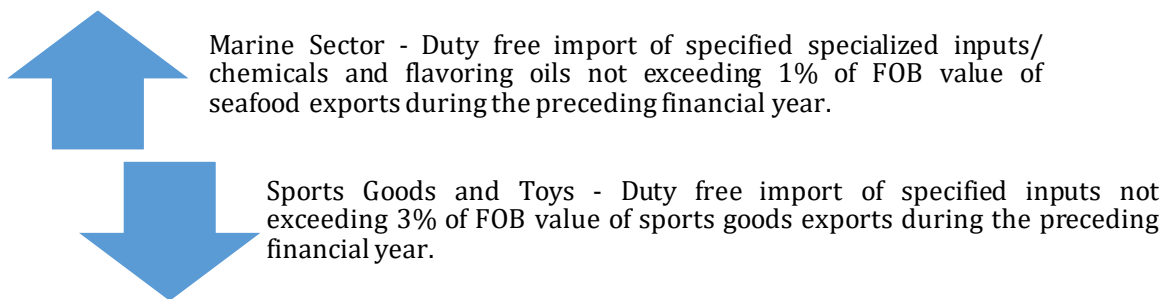 Marine Sector - Duty free import of specified specialized inputs/
chemicals and flavoring oils not exceeding 1% of FOB value of
seafood exports during the preceding financial year.
Sports Goods and Toys - Duty free import of specified inputs not
exceeding 3% of FOB value of sports goods exports during the preceding
financial year.